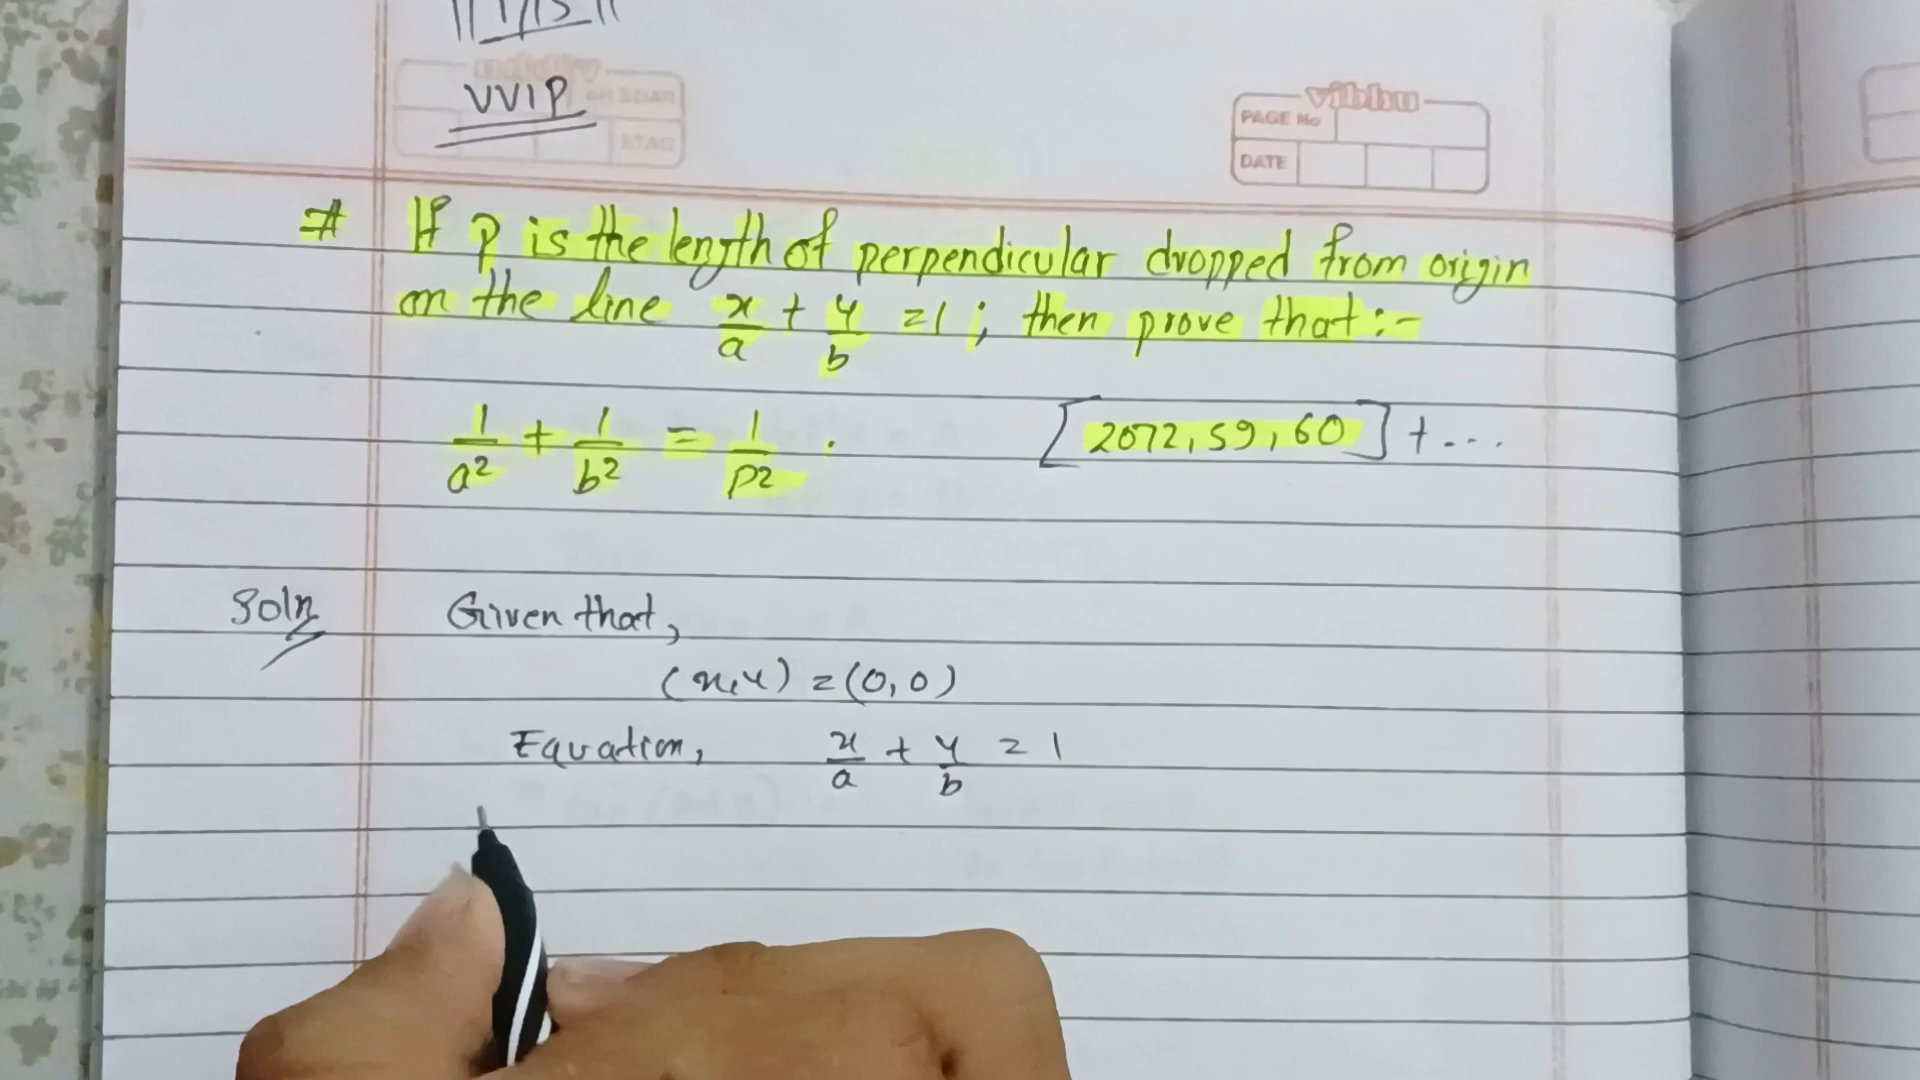 VVIP
vibhu
PAGE No
DATE
# If p is the length of perpendicular dropped from origin
on the line x/a + y/b = 1 ; then prove that :-
1/a² + 1/b² = 1/p² . [2072, 59, 60] + ...
Soln Given that,
(x, y) = (0, 0)
Equation, x/a + y/b = 1